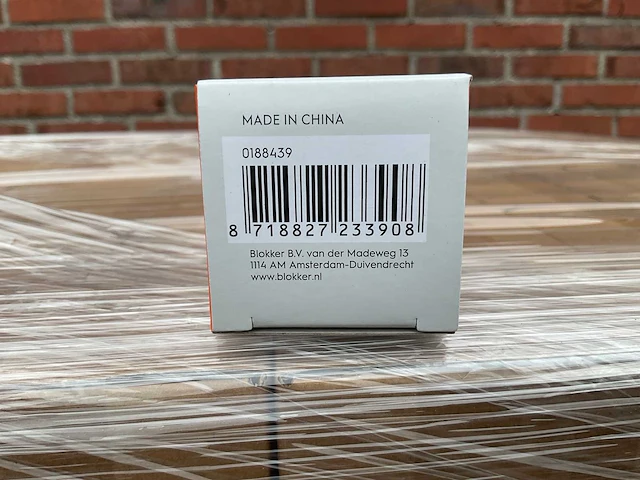 MADE IN CHINA
0188439
8 718827 233908
Blokker B.V. van der Madeweg 13
1114 AM Amsterdam-Duivendrecht
www.blokker.nl